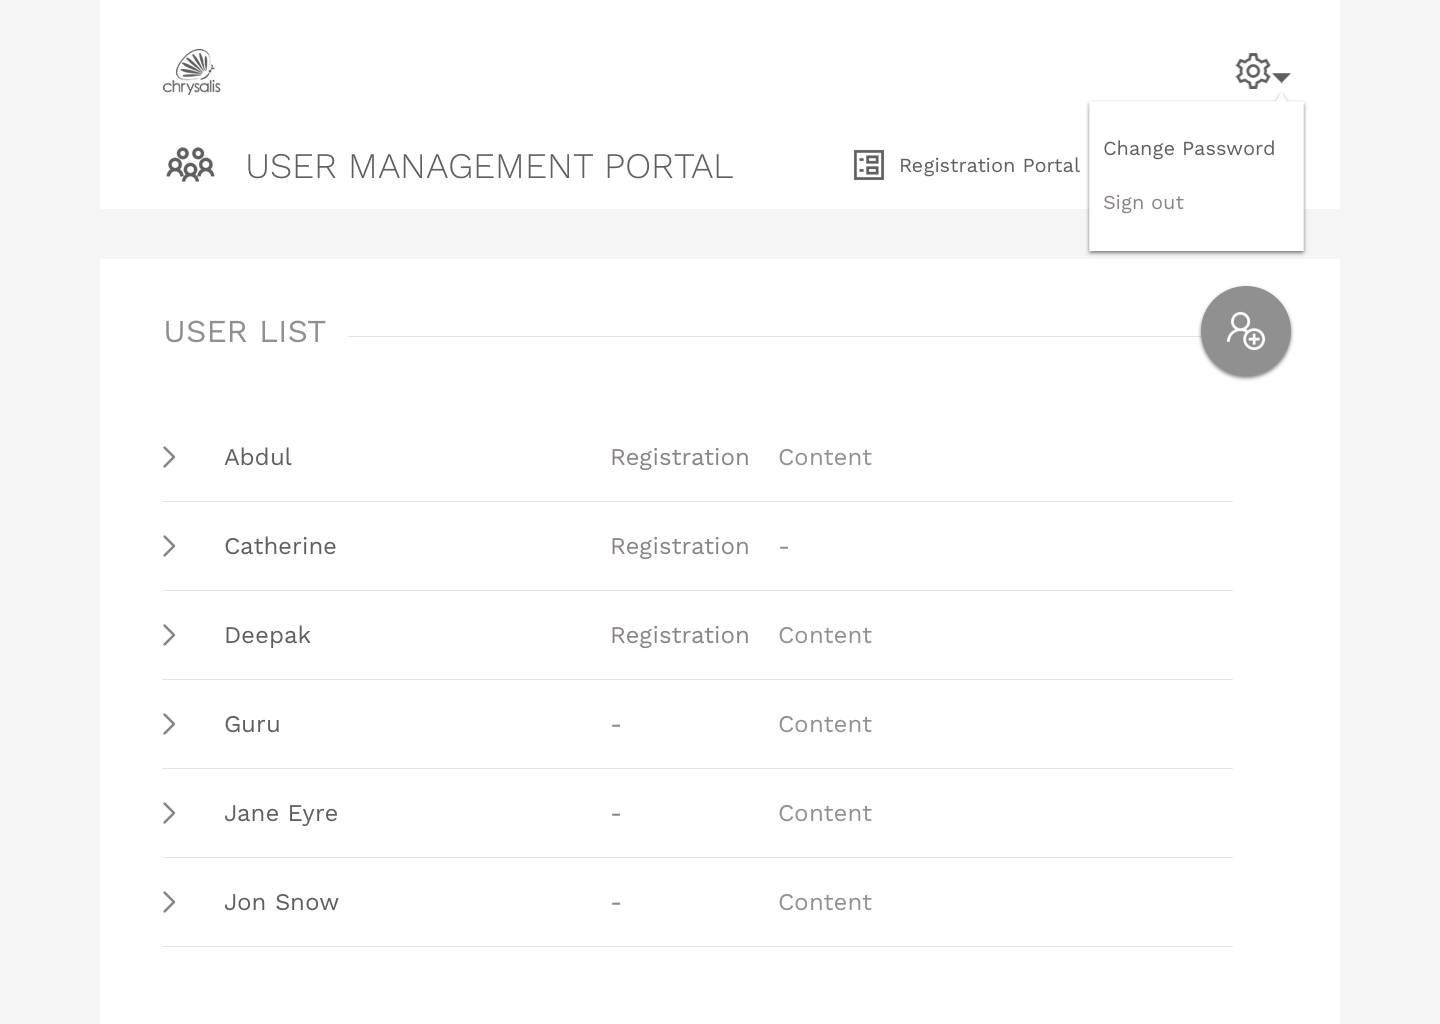 chrysalis
USER MANAGEMENT PORTAL
Registration Portal
Change Password
Sign out
USER LIST
Abdul Registration Content
Catherine Registration -
Deepak Registration Content
Guru - Content
Jane Eyre - Content
Jon Snow - Content